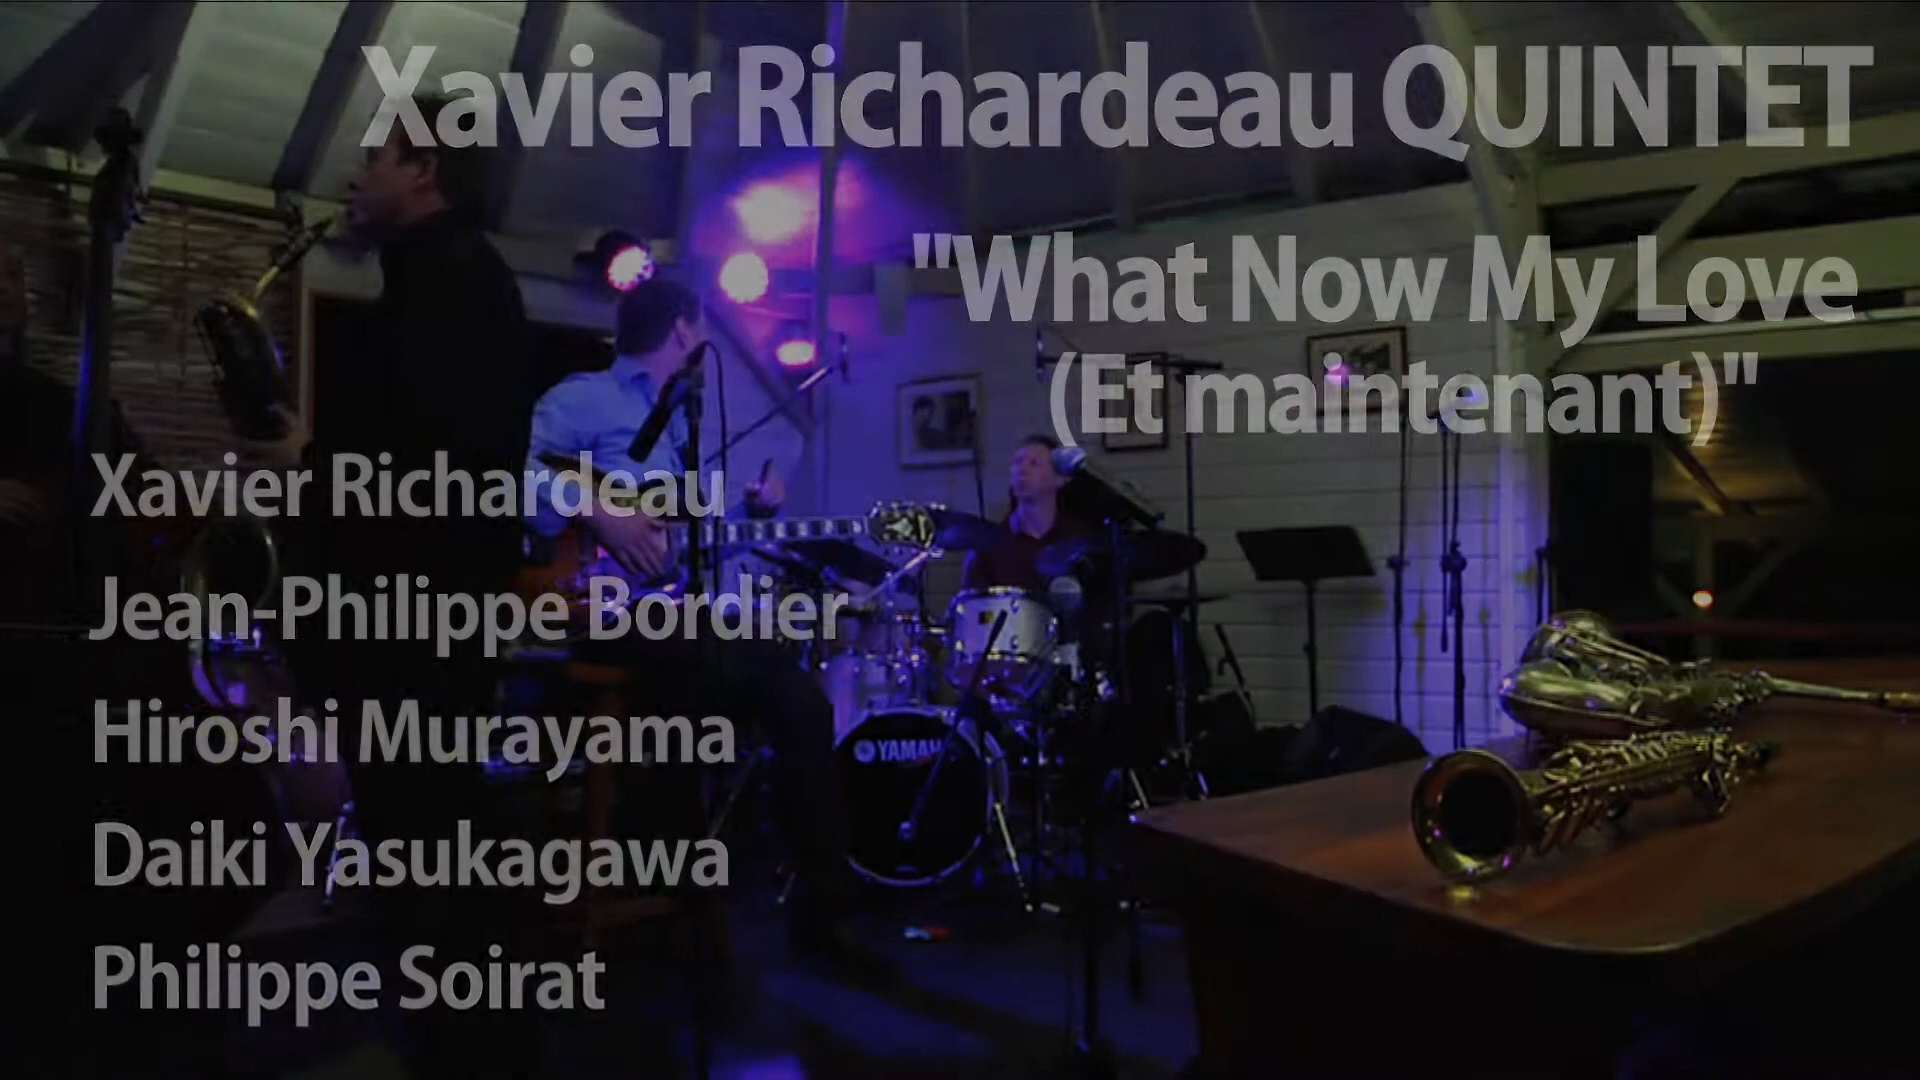 Xavier Richardeau QUINTET
"What Now My Love
(Et maintenant)"
Xavier Richardeau
Jean-Philippe Bordier
Hiroshi Murayama
Daiki Yasukagawa
Philippe Soirat
YAMAH